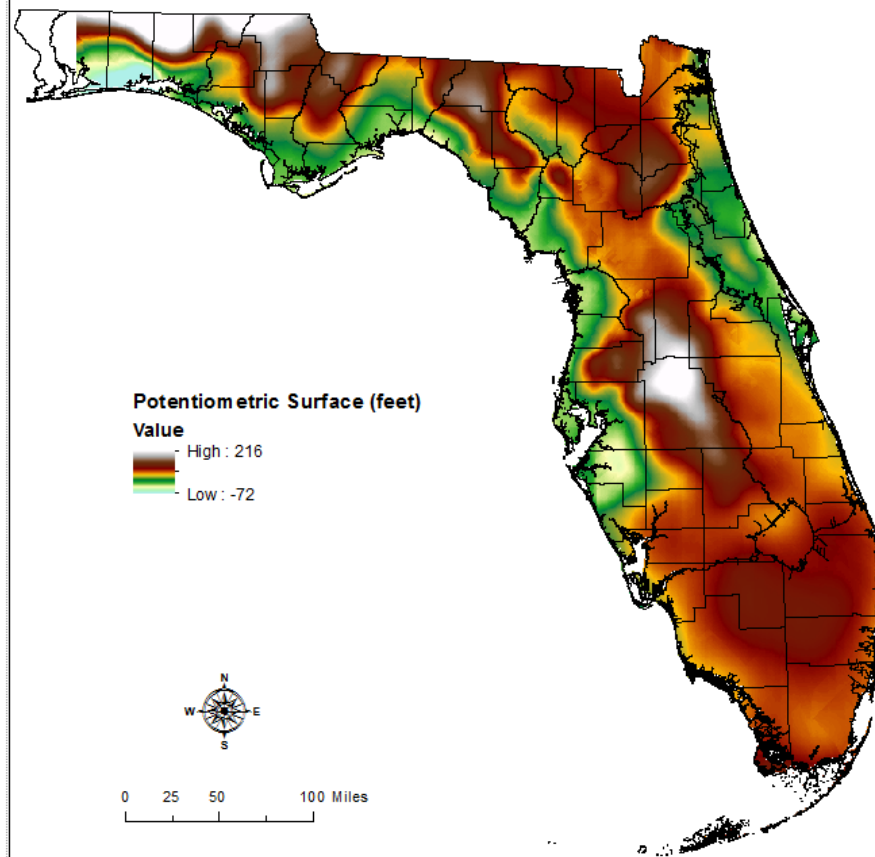 Potentiometric Surface (feet)
Value
High : 216
Low : -72
N
W E
S
0 25 50 100 Miles